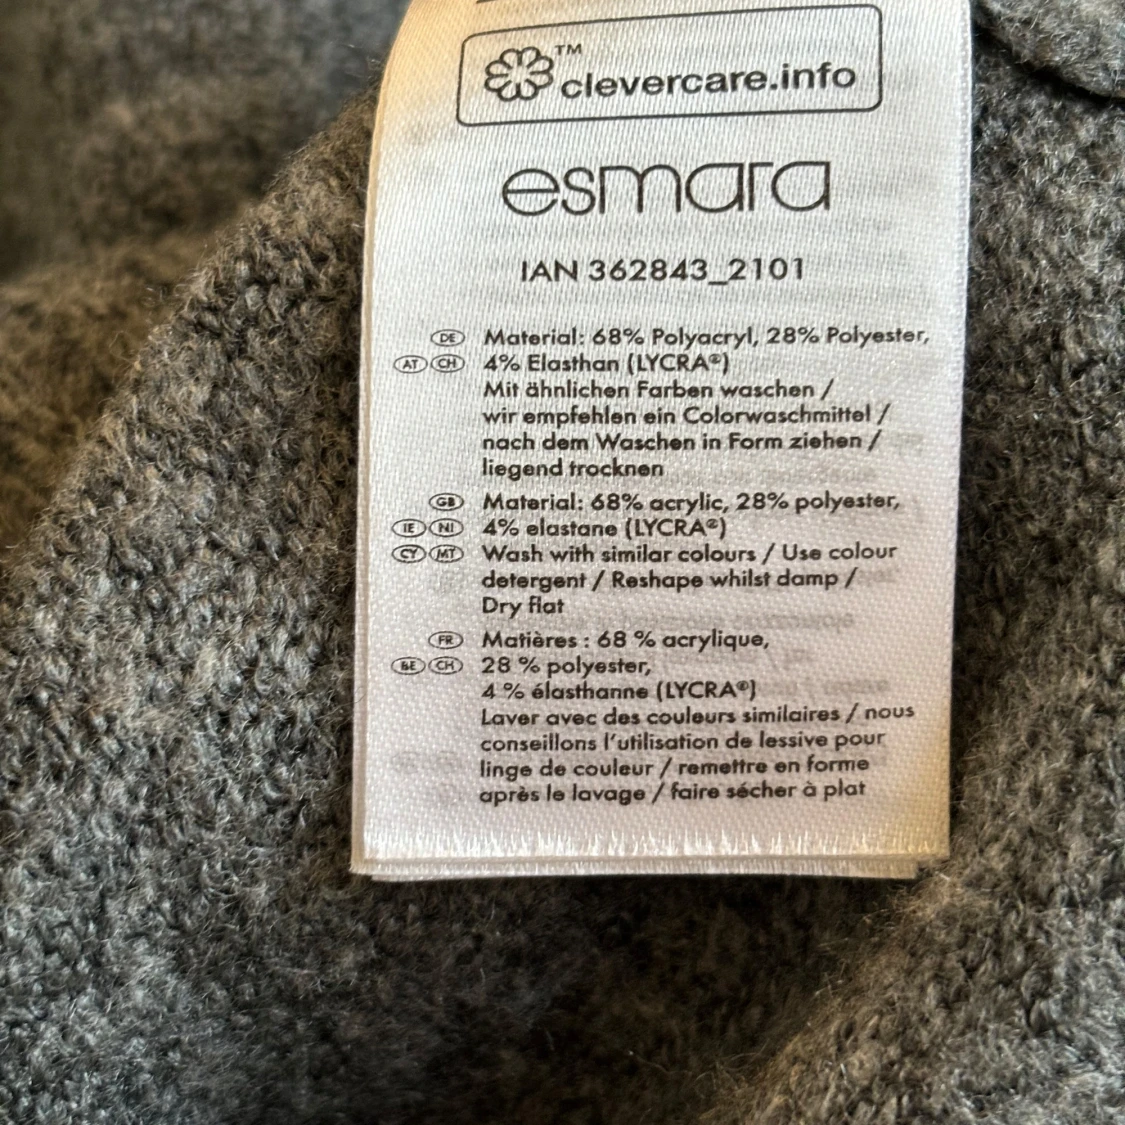 ™ clevercare.info
esmara
IAN 362843_2101
DE Material: 68% Polyacryl, 28% Polyester,
AT CH 4% Elasthan (LYCRA®)
Mit ähnlichen Farben waschen /
wir empfehlen ein Colorwaschmittel /
nach dem Waschen in Form ziehen /
liegend trocknen
GB Material: 68% acrylic, 28% polyester,
IE NI 4% elastane (LYCRA®)
CY MT Wash with similar colours / Use colour
detergent / Reshape whilst damp /
Dry flat
FR Matières : 68 % acrylique,
BE CH 28 % polyester,
4 % élasthanne (LYCRA®)
Laver avec des couleurs similaires / nous
conseillons l'utilisation de lessive pour
linge de couleur / remettre en forme
après le lavage / faire sécher à plat